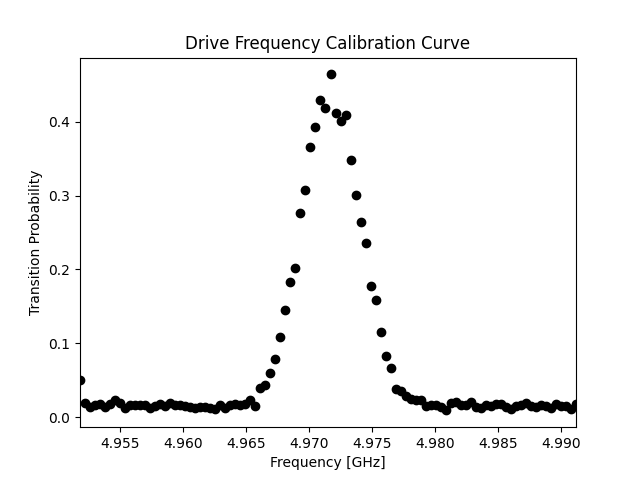 Drive Frequency Calibration Curve
Transition Probability
0.4
0.3
0.2
0.1
0.0
4.955 4.960 4.965 4.970 4.975 4.980 4.985 4.990
Frequency [GHz]